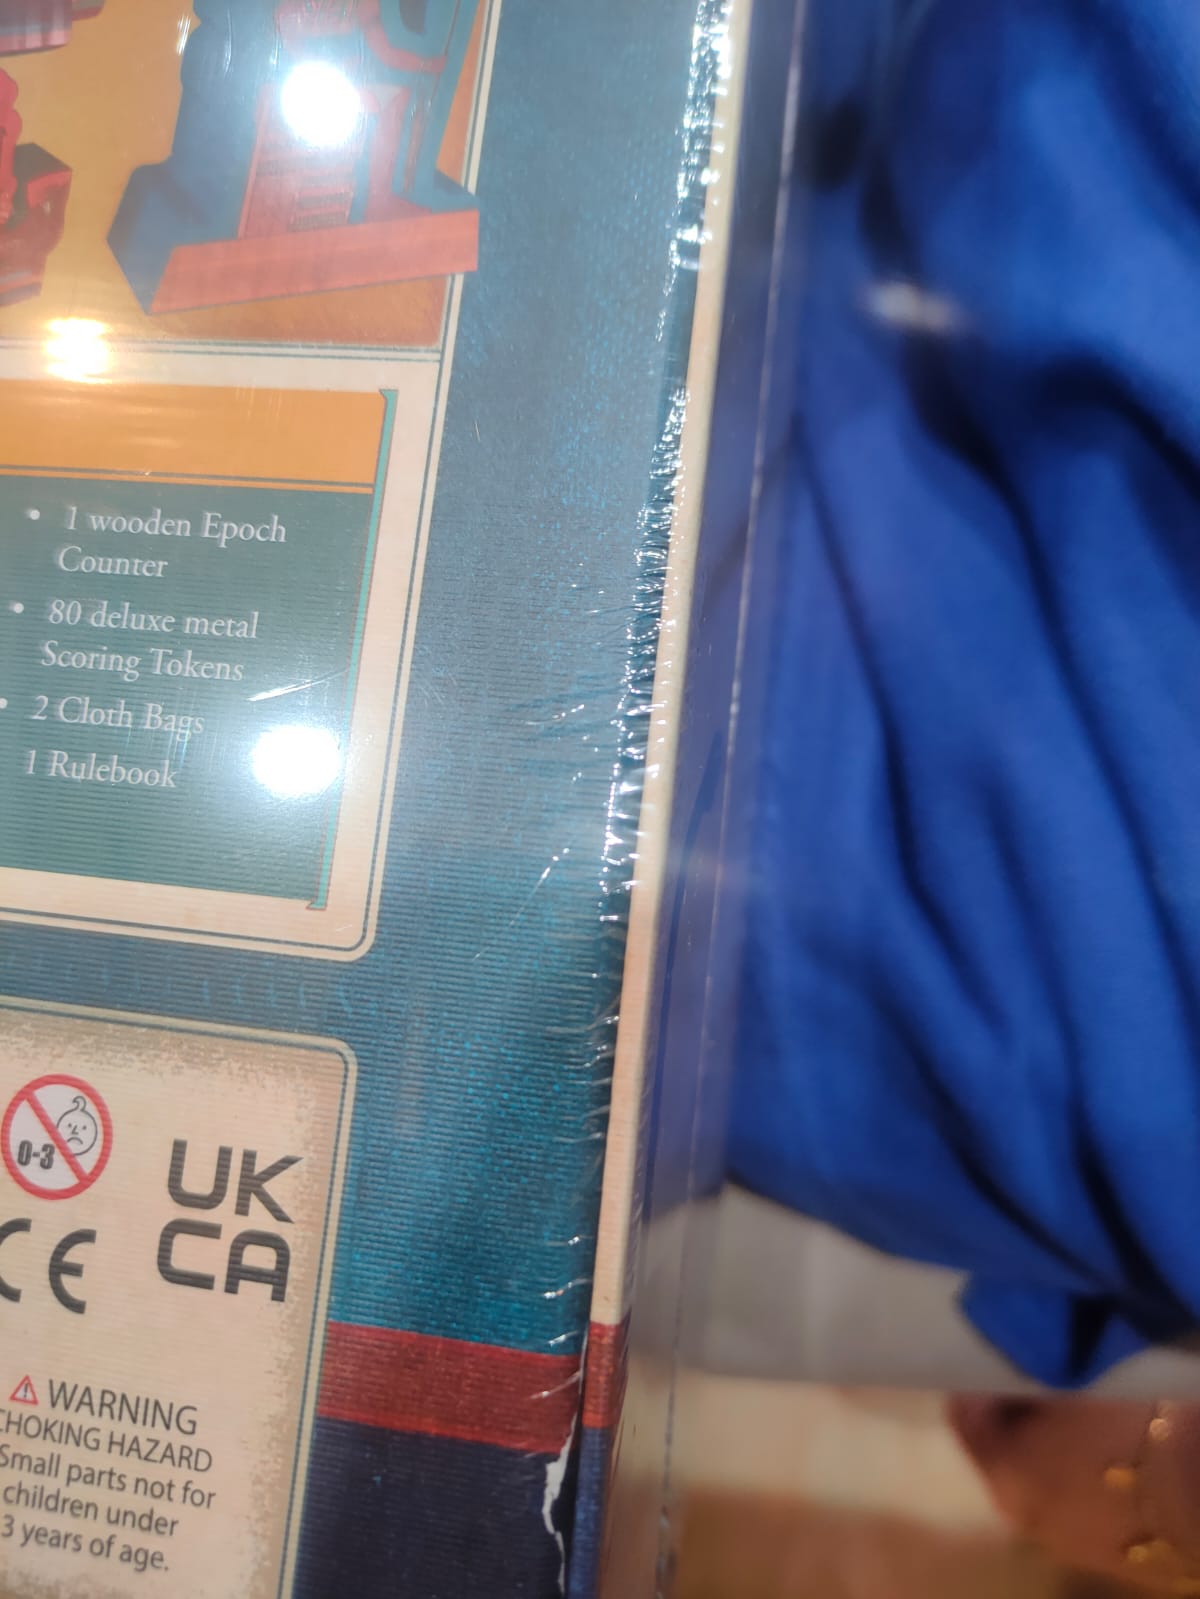 • 1 wooden Epoch
Counter
• 80 deluxe metal
Scoring Tokens
• 2 Cloth Bags
1 Rulebook
0-3
UK
CA
CE
WARNING
CHOKING HAZARD
Small parts not for
children under
3 years of age.